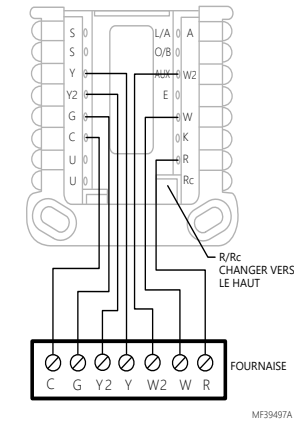 S L/A A
S O/B
Y AUX W2
Y2 E
G W
C K
U R
U Rc
R/Rc
CHANGER VERS
LE HAUT
FOURNAISE
C G Y2 Y W2 W R
MF39497A